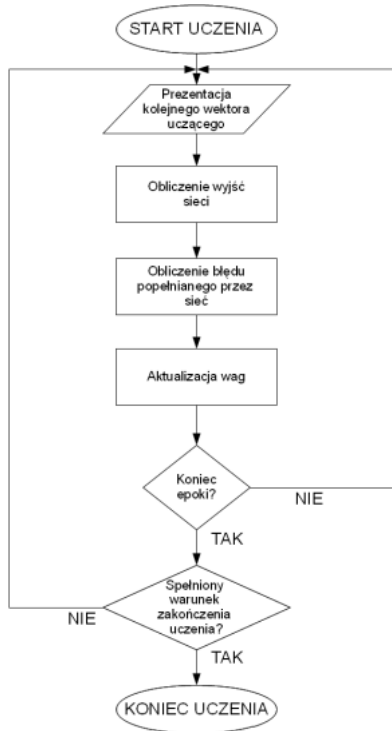 START UCZENIA
Prezentacja
kolejnego wektora
uczącego
Obliczenie wyjść
sieci
Obliczenie błędu
popełnianego przez
sieć
Aktualizacja wag
Koniec
epoki?
NIE
TAK
Spełniony
warunek
zakończenia
uczenia?
NIE
TAK
KONIEC UCZENIA